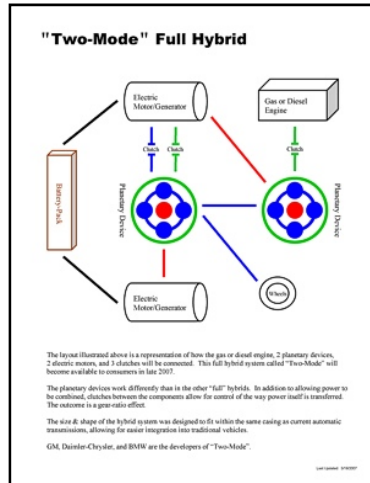 "Two-Mode" Full Hybrid
Electric
Motor/Generator
Gas or Diesel
Engine
Clutch
Clutch
Clutch
Battery-Pack
Planetary Device
Planetary
Device
Electric
Motor/Generator
Wheels
The layout illustrated above is a representation of how the gas or diesel engine, 2 planetary devices,
2 electric motors, and 3 clutches will be connected. This full hybrid system called "Two-Mode" will
become available to consumers in late 2007.
The planetary devices work differently than in the other "full" hybrids. In addition to allowing power to
be combined, clutches between the components allow for control of the way power itself is transferred.
The outcome is a gear-ratio effect.
The size & shape of the hybrid system was designed to fit within the same casing as current automatic
transmissions, allowing for easier integration into traditional vehicles.
GM, Daimler-Chrysler, and BMW are the developers of "Two-Mode".
Last Updated: